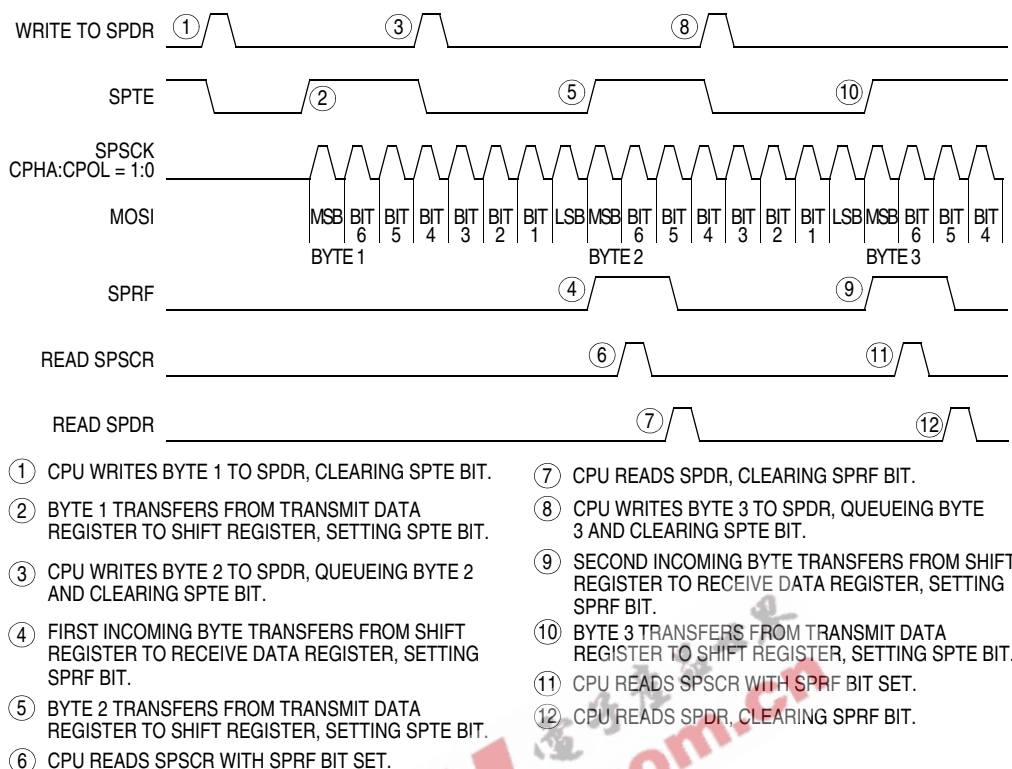 WRITE TO SPDR 1 3 8
SPTE 2 5 10
SPSCK
CPHA:CPOL = 1:0
MOSI MSB BIT 6 BIT 5 BIT 4 BIT 3 BIT 2 BIT 1 LSB MSB BIT 6 BIT 5 BIT 4 BIT 3 BIT 2 BIT 1 LSB MSB BIT 6 BIT 5 BIT 4
BYTE 1 BYTE 2 BYTE 3
SPRF 4 9
READ SPSCR 6 11
READ SPDR 7 12
1 CPU WRITES BYTE 1 TO SPDR, CLEARING SPTE BIT.
2 BYTE 1 TRANSFERS FROM TRANSMIT DATA
REGISTER TO SHIFT REGISTER, SETTING SPTE BIT.
3 CPU WRITES BYTE 2 TO SPDR, QUEUEING BYTE 2
AND CLEARING SPTE BIT.
4 FIRST INCOMING BYTE TRANSFERS FROM SHIFT
REGISTER TO RECEIVE DATA REGISTER, SETTING
SPRF BIT.
5 BYTE 2 TRANSFERS FROM TRANSMIT DATA
REGISTER TO SHIFT REGISTER, SETTING SPTE BIT.
6 CPU READS SPSCR WITH SPRF BIT SET.
7 CPU READS SPDR, CLEARING SPRF BIT.
8 CPU WRITES BYTE 3 TO SPDR, QUEUEING BYTE
3 AND CLEARING SPTE BIT.
9 SECOND INCOMING BYTE TRANSFERS FROM SHIFT
REGISTER TO RECEIVE DATA REGISTER, SETTING
SPRF BIT.
10 BYTE 3 TRANSFERS FROM TRANSMIT DATA
REGISTER TO SHIFT REGISTER, SETTING SPTE BIT.
11 CPU READS SPSCR WITH SPRF BIT SET.
12 CPU READS SPDR, CLEARING SPRF BIT.
om.cn